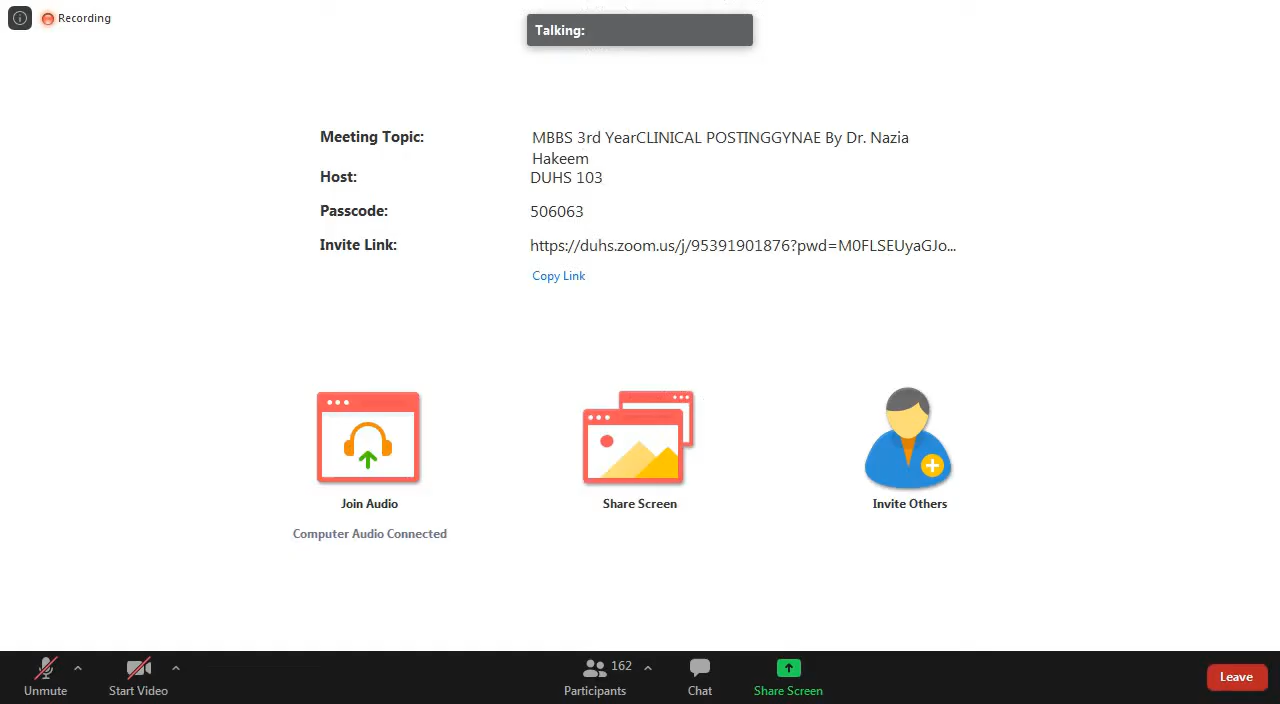 Recording
Talking:
Meeting Topic: MBBS 3rd YearCLINICAL POSTINGGYNAE By Dr. Nazia
Hakeem
Host: DUHS 103
Passcode: 506063
Invite Link: https://duhs.zoom.us/j/95391901876?pwd=M0FLSEUyaGJo...
Copy Link
Join Audio
Share Screen
Invite Others
Computer Audio Connected
162
Unmute
Start Video
Participants
Chat
Share Screen
Leave